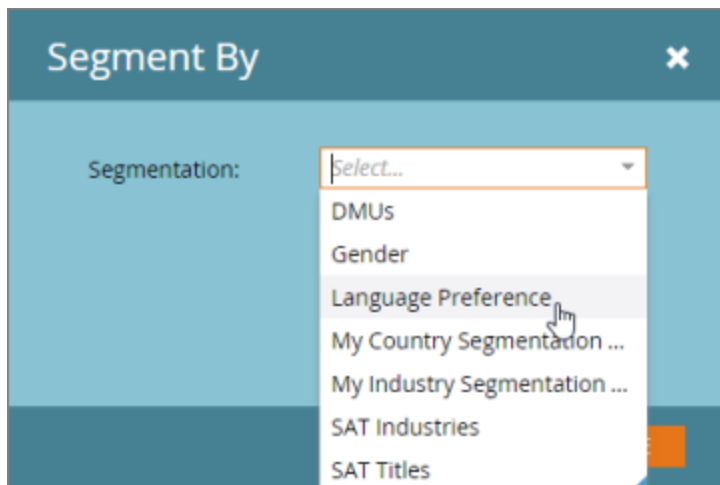 Segment By
Segmentation: Select...
DMUs
Gender
Language Preference
My Country Segmentation ...
My Industry Segmentation ...
SAT Industries
SAT Titles